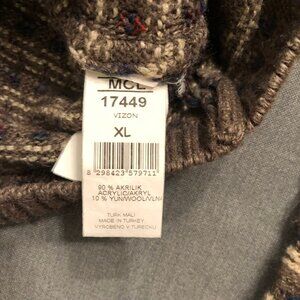 MCL
17449
VIZON
XL
8 298423 579711
90 % AKRILIK
ACRYLIC/AKRYL
10 % YUN/WOOL/VLN
TURK MALI
MADE IN TURKEY
VYROBENO V TURECKU